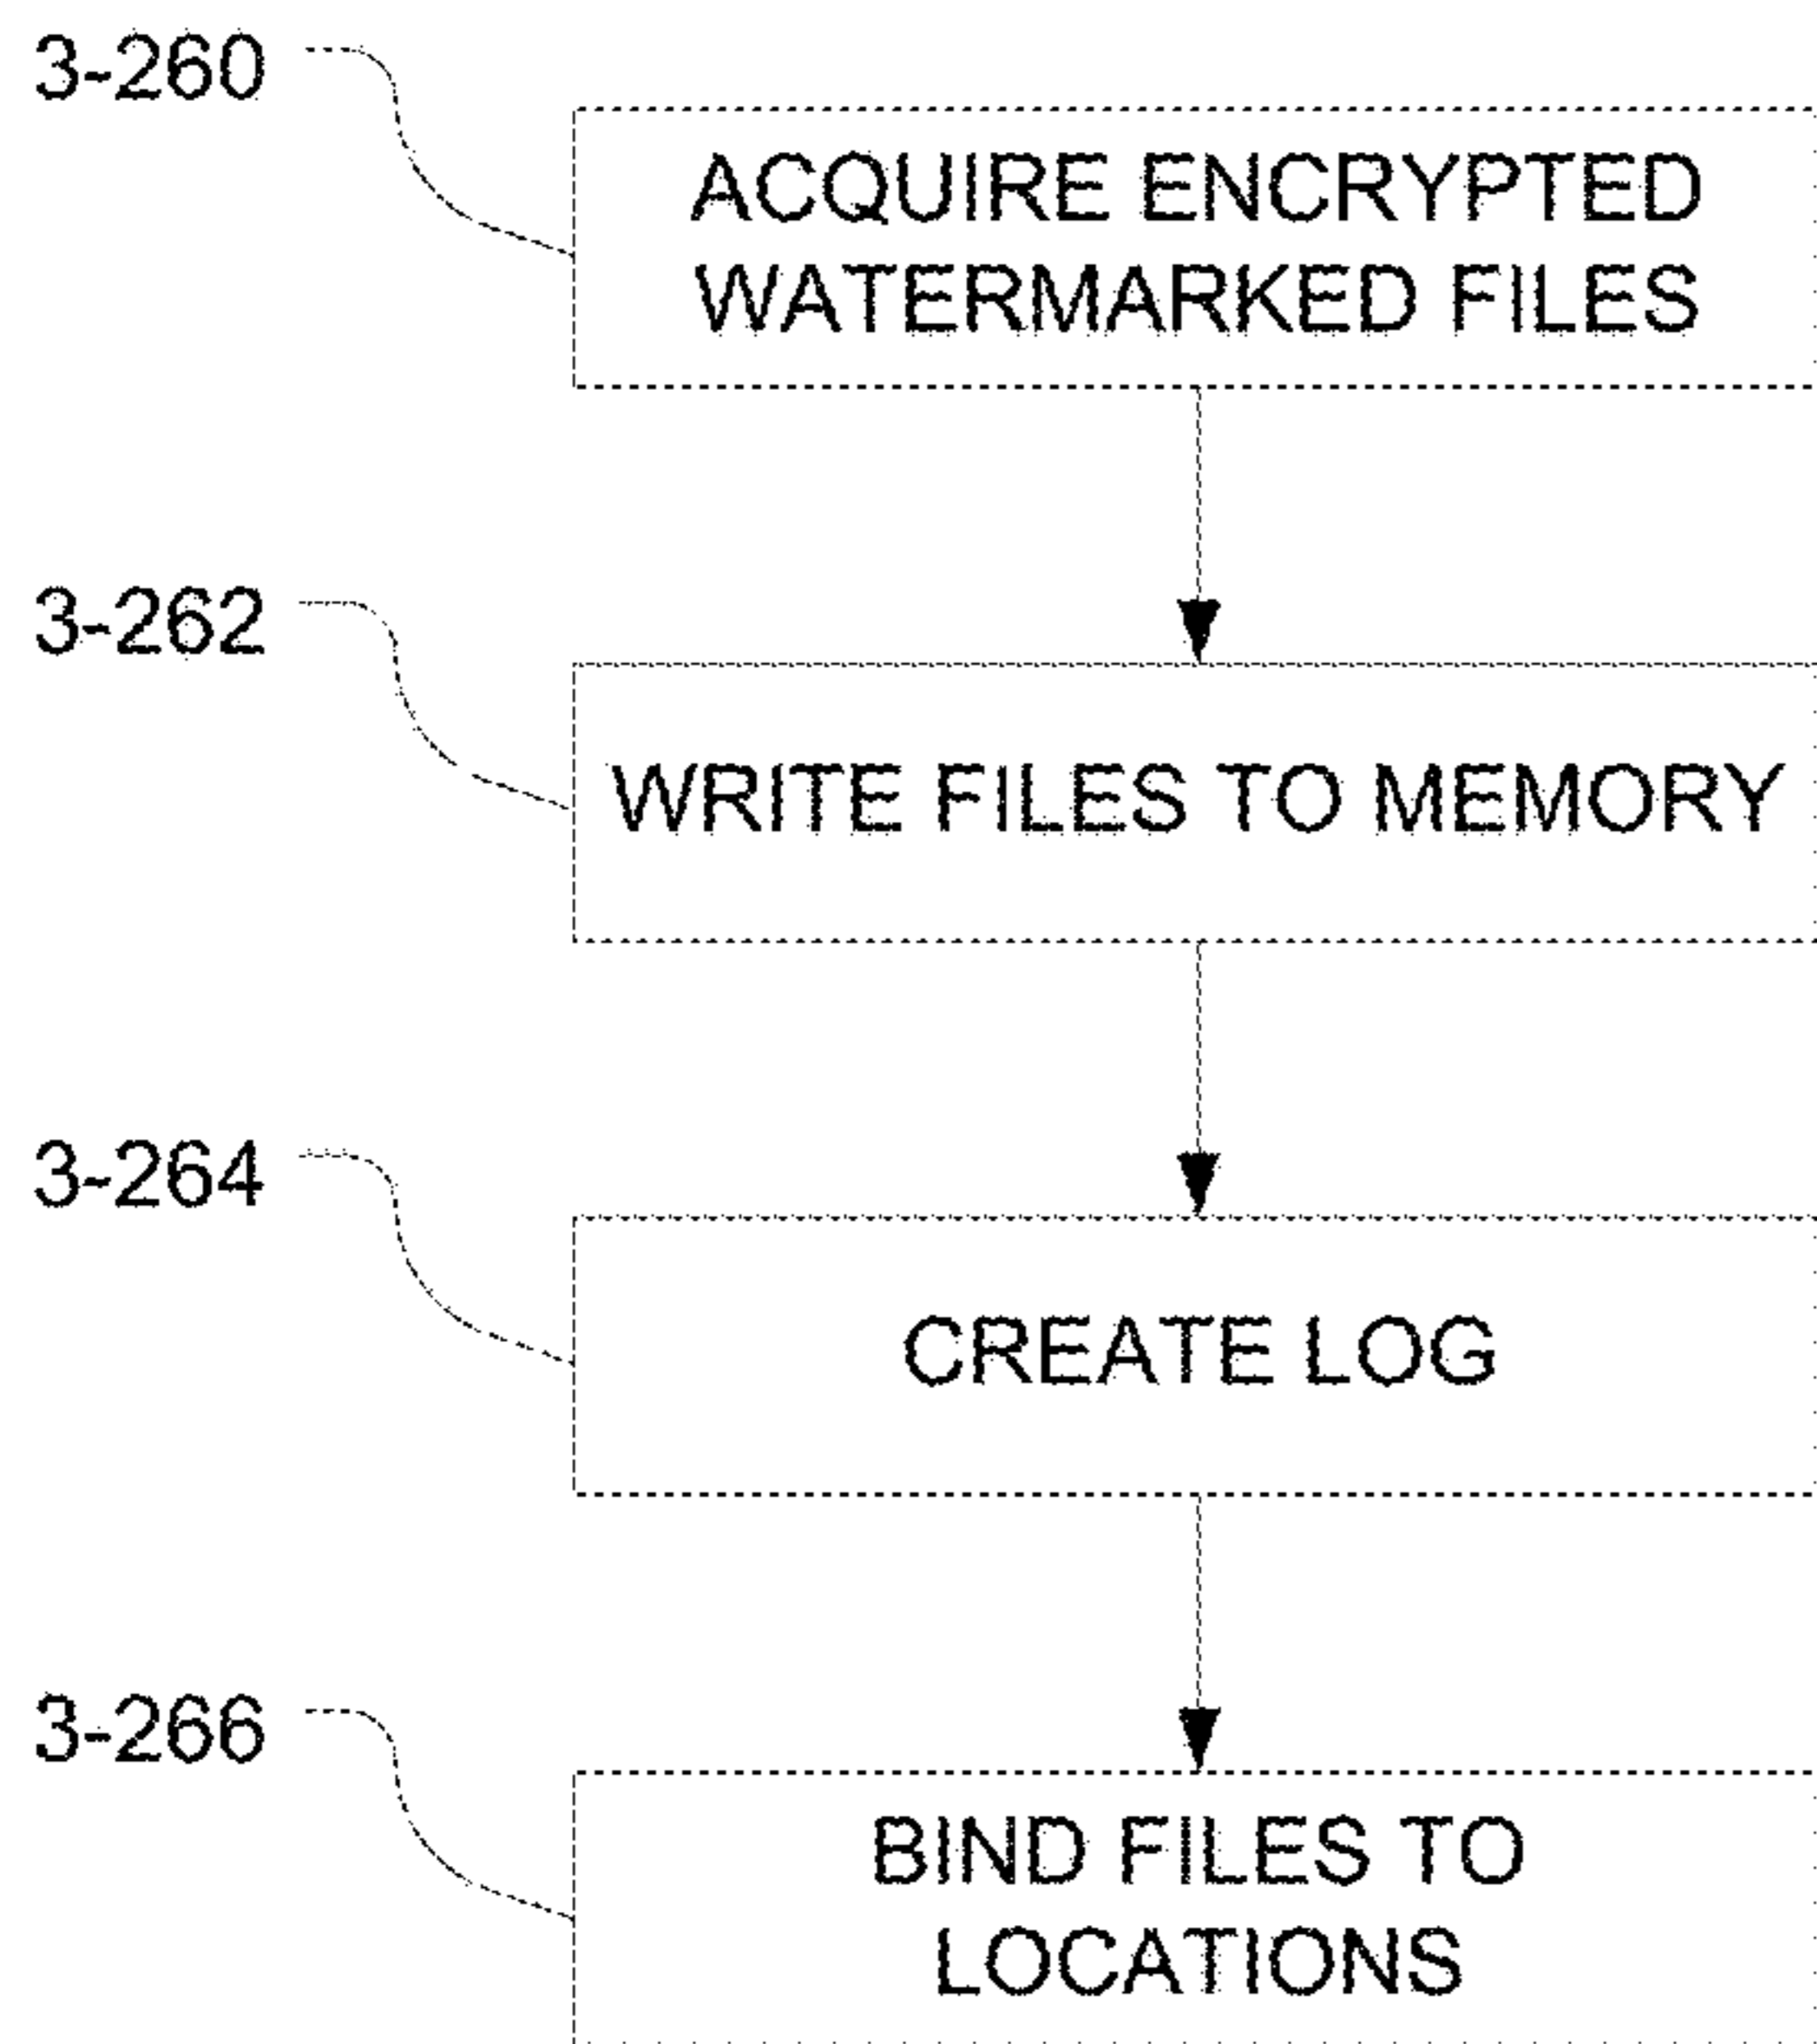 3-260
ACQUIRE ENCRYPTED
WATERMARKED FILES
3-262
WRITE FILES TO MEMORY
3-264
CREATE LOG
3-266
BIND FILES TO
LOCATIONS